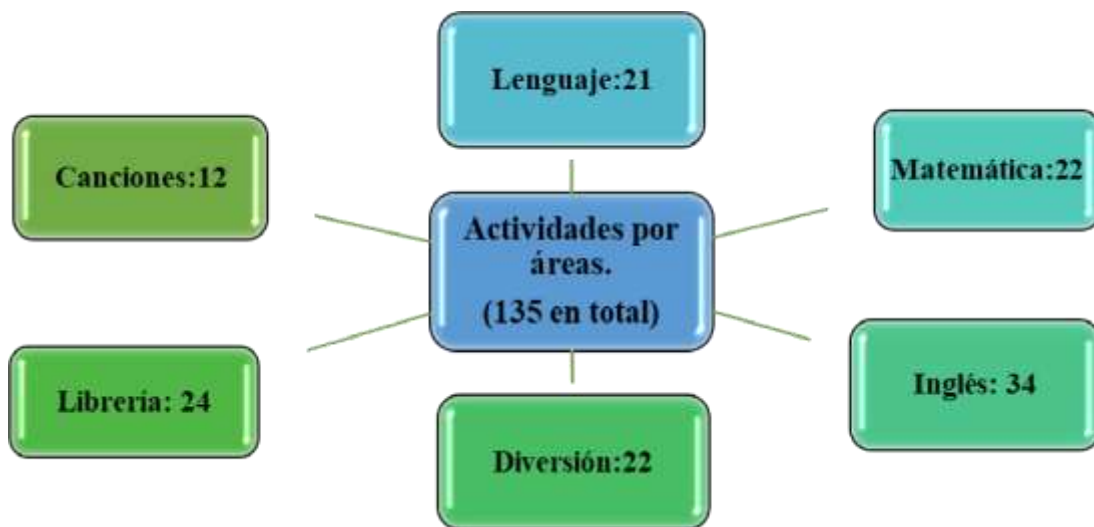 Lenguaje:21
Canciones:12
Matemática:22
Actividades por
áreas.
(135 en total)
Librería: 24
Inglés: 34
Diversión:22